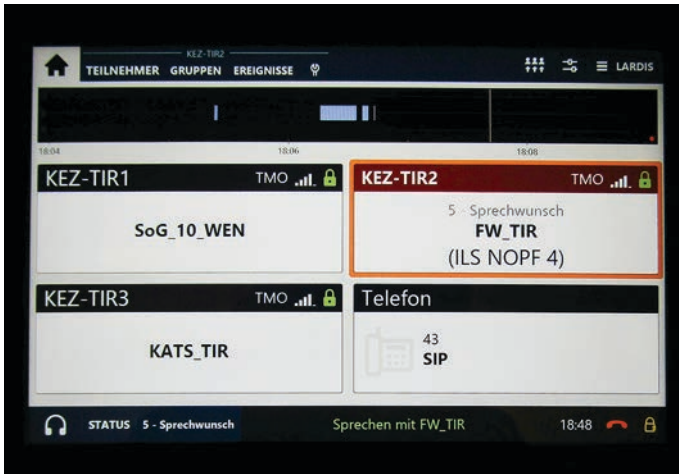 KEZ-TIR2
TEILNEHMER GRUPPEN EREIGNISSE
LARDIS
18:04 18:06 18:08
KEZ-TIR1 TMO
SoG_10_WEN
KEZ-TIR2 TMO
5 - Sprechwunsch
FW_TIR
(ILS NOPF 4)
KEZ-TIR3 TMO
KATS_TIR
Telefon
43
SIP
STATUS 5 - Sprechwunsch Sprechen mit FW_TIR 18:48